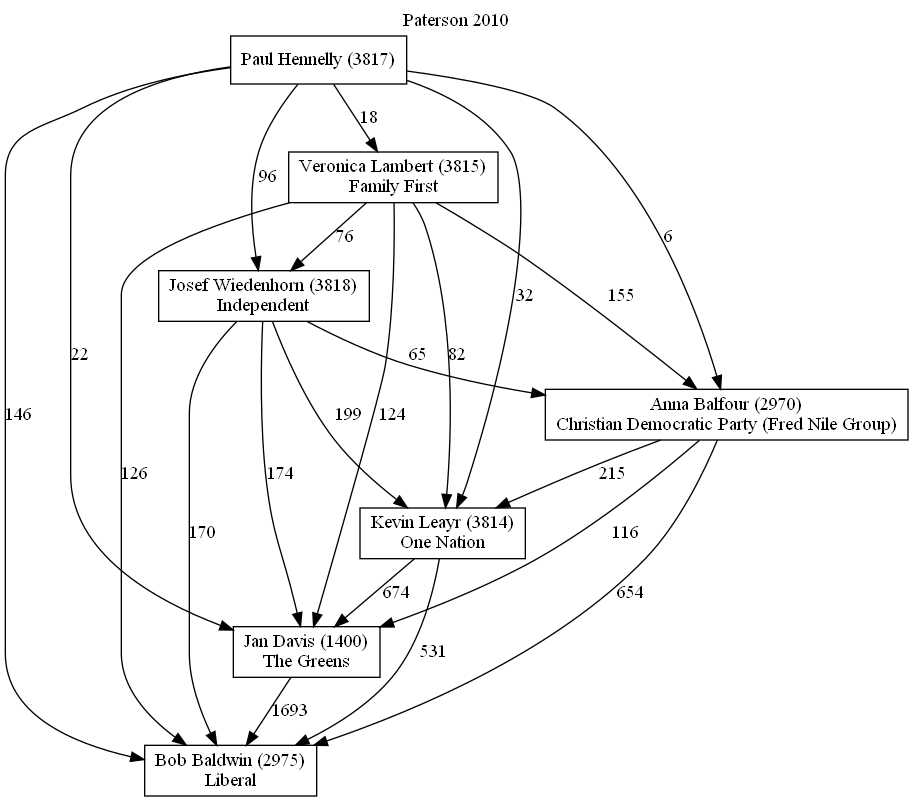 Paterson 2010
Paul Hennelly (3817)
18
Veronica Lambert (3815)
Family First
96
76
6
Josef Wiedenhorn (3818)
Independent
32
155
22
65
82
Anna Balfour (2970)
Christian Democratic Party (Fred Nile Group)
146
199
124
126
174
215
Kevin Leayr (3814)
One Nation
170
116
674
654
Jan Davis (1400)
The Greens
531
1693
Bob Baldwin (2975)
Liberal